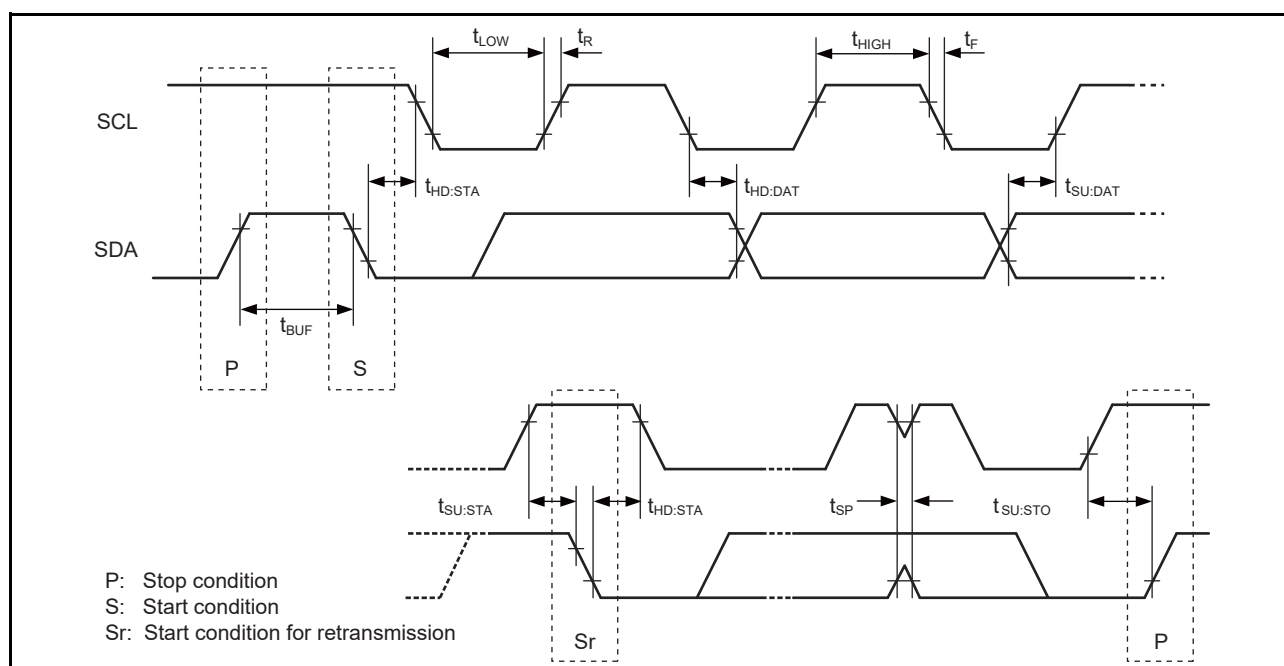 tLOW tR tHIGH tF
SCL
tHD:STA tHD:DAT tSU:DAT
SDA
tBUF
P S
tSU:STA tHD:STA tSP tSU:STO
P: Stop condition
S: Start condition
Sr: Start condition for retransmission
Sr P